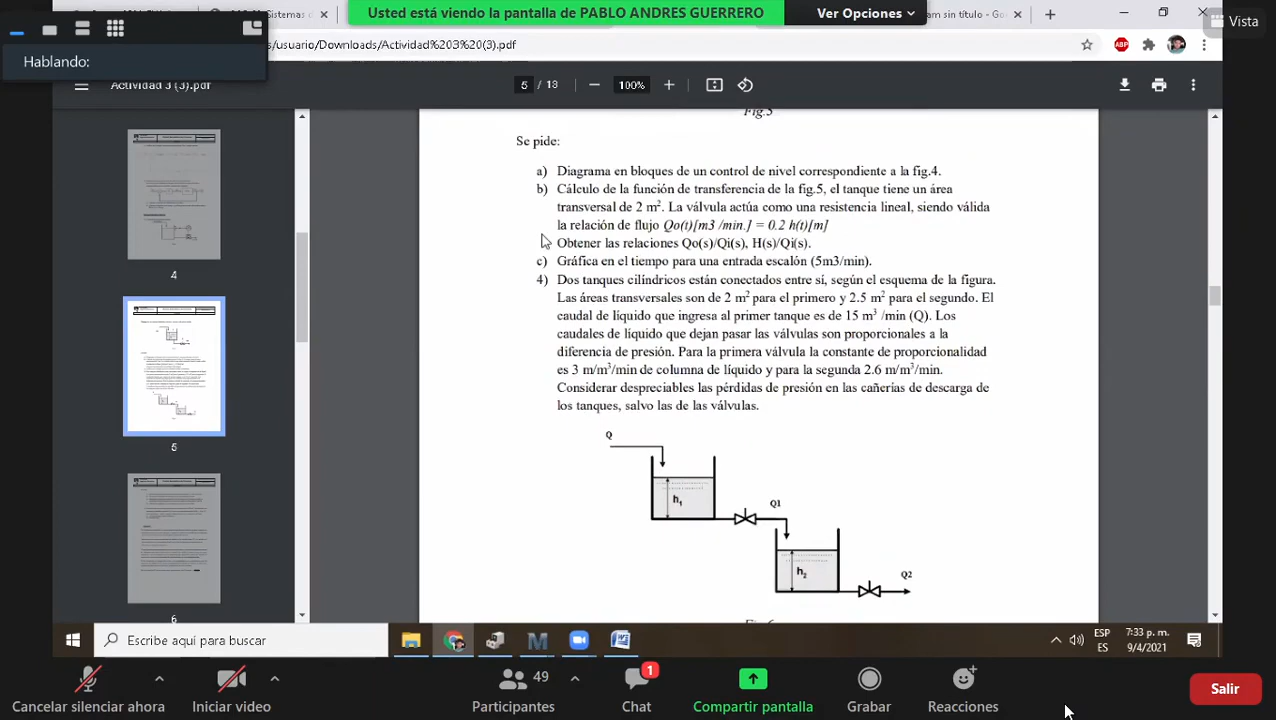 02: Sistemas d
Usted está viendo la pantalla de PABLO ANDRES GUERRERO
Ver Opciones
am sin título - Go
Vista
Hablando:
s/usuario/Downloads/Actividad%203%20(3).pdf
ABP
Actividad 3 (3).pdf
5 / 13
100%
4
5
6
Fig.5
Se pide:
a) Diagrama en bloques de un control de nivel correspondiente a la fig.4.
b) Cálculo de la función de transferencia de la fig.5, el tanque tiene un área
transversal de 2 m². La válvula actúa como una resistencia lineal, siendo válida
la relación de flujo Qo(t)[m3 /min.] = 0.2 h(t)[m]
Obtener las relaciones Qo(s)/Qi(s), H(s)/Qi(s).
c) Gráfica en el tiempo para una entrada escalón (5m3/min).
4) Dos tanques cilíndricos están conectados entre sí, según el esquema de la figura.
Las áreas transversales son de 2 m² para el primero y 2.5 m² para el segundo. El
caudal de líquido que ingresa al primer tanque es de 15 m³ /min (Q). Los
caudales de líquido que dejan pasar las válvulas son proporcionales a la
diferencia de presión. Para la primera válvula la constante de proporcionalidad
es 3 m/m³/min de columna de líquido y para la segunda 2.6 m/m³/min.
Considerar despreciables las pérdidas de presión en las cañerías de descarga de
los tanques, salvo las de las válvulas.
Q
h1
Q1
h2
Q2
Fig.6
Escribe aquí para buscar
ESP
ES
7:33 p. m.
9/4/2021
Cancelar silenciar ahora
Iniciar video
49
Participantes
1
Chat
Compartir pantalla
Grabar
Reacciones
Salir